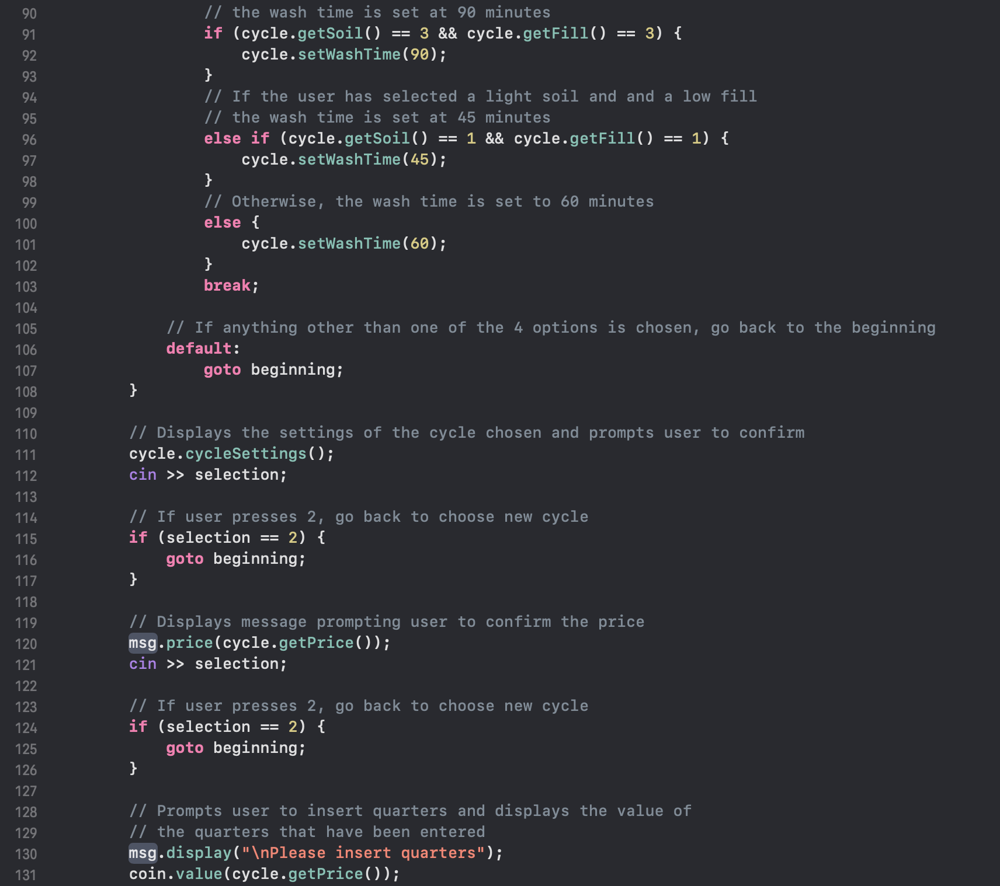 90 // the wash time is set at 90 minutes
91 if (cycle.getSoil() == 3 && cycle.getFill() == 3) {
92 cycle.setWashTime(90);
93 }
94 // If the user has selected a light soil and and a low fill
95 // the wash time is set at 45 minutes
96 else if (cycle.getSoil() == 1 && cycle.getFill() == 1) {
97 cycle.setWashTime(45);
98 }
99 // Otherwise, the wash time is set to 60 minutes
100 else {
101 cycle.setWashTime(60);
102 }
103 break;
104
105 // If anything other than one of the 4 options is chosen, go back to the beginning
106 default:
107 goto beginning;
108 }
109
110 // Displays the settings of the cycle chosen and prompts user to confirm
111 cycle.cycleSettings();
112 cin >> selection;
113
114 // If user presses 2, go back to choose new cycle
115 if (selection == 2) {
116 goto beginning;
117 }
118
119 // Displays message prompting user to confirm the price
120 msg.price(cycle.getPrice());
121 cin >> selection;
122
123 // If user presses 2, go back to choose new cycle
124 if (selection == 2) {
125 goto beginning;
126 }
127
128 // Prompts user to insert quarters and displays the value of
129 // the quarters that have been entered
130 msg.display("\nPlease insert quarters");
131 coin.value(cycle.getPrice());